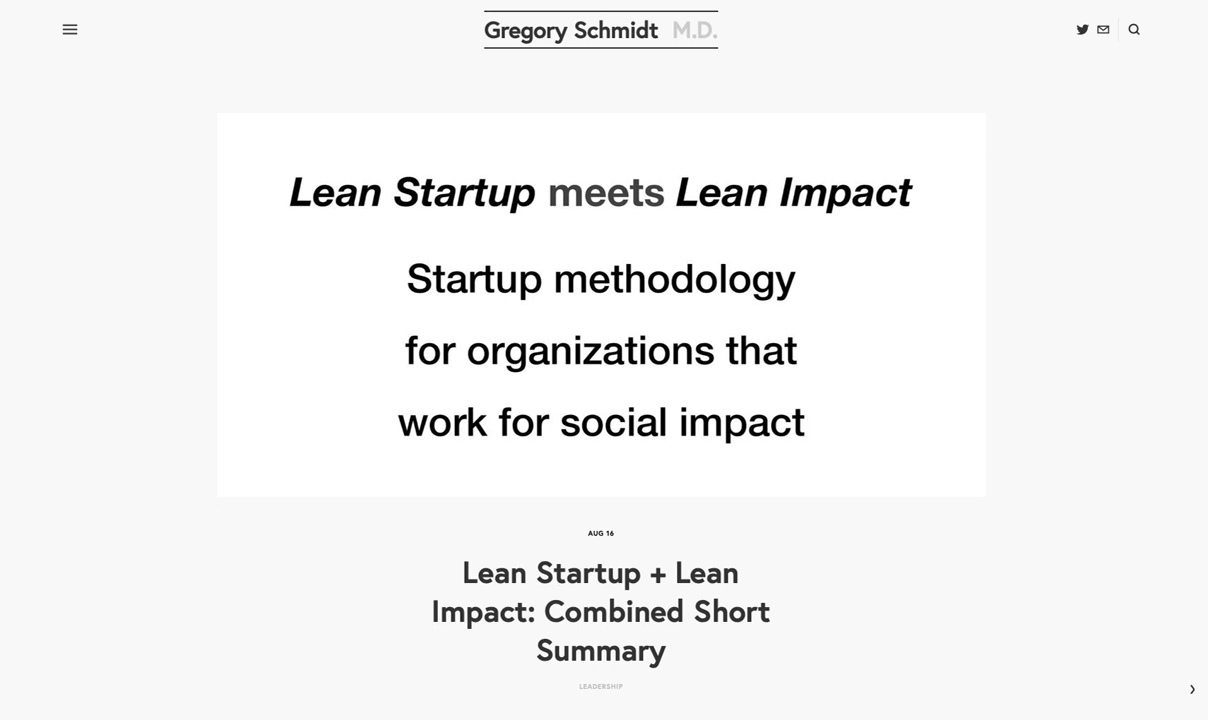 Gregory Schmidt M.D.
Lean Startup meets Lean Impact
Startup methodology
for organizations that
work for social impact
AUG 16
Lean Startup + Lean
Impact: Combined Short
Summary
LEADERSHIP